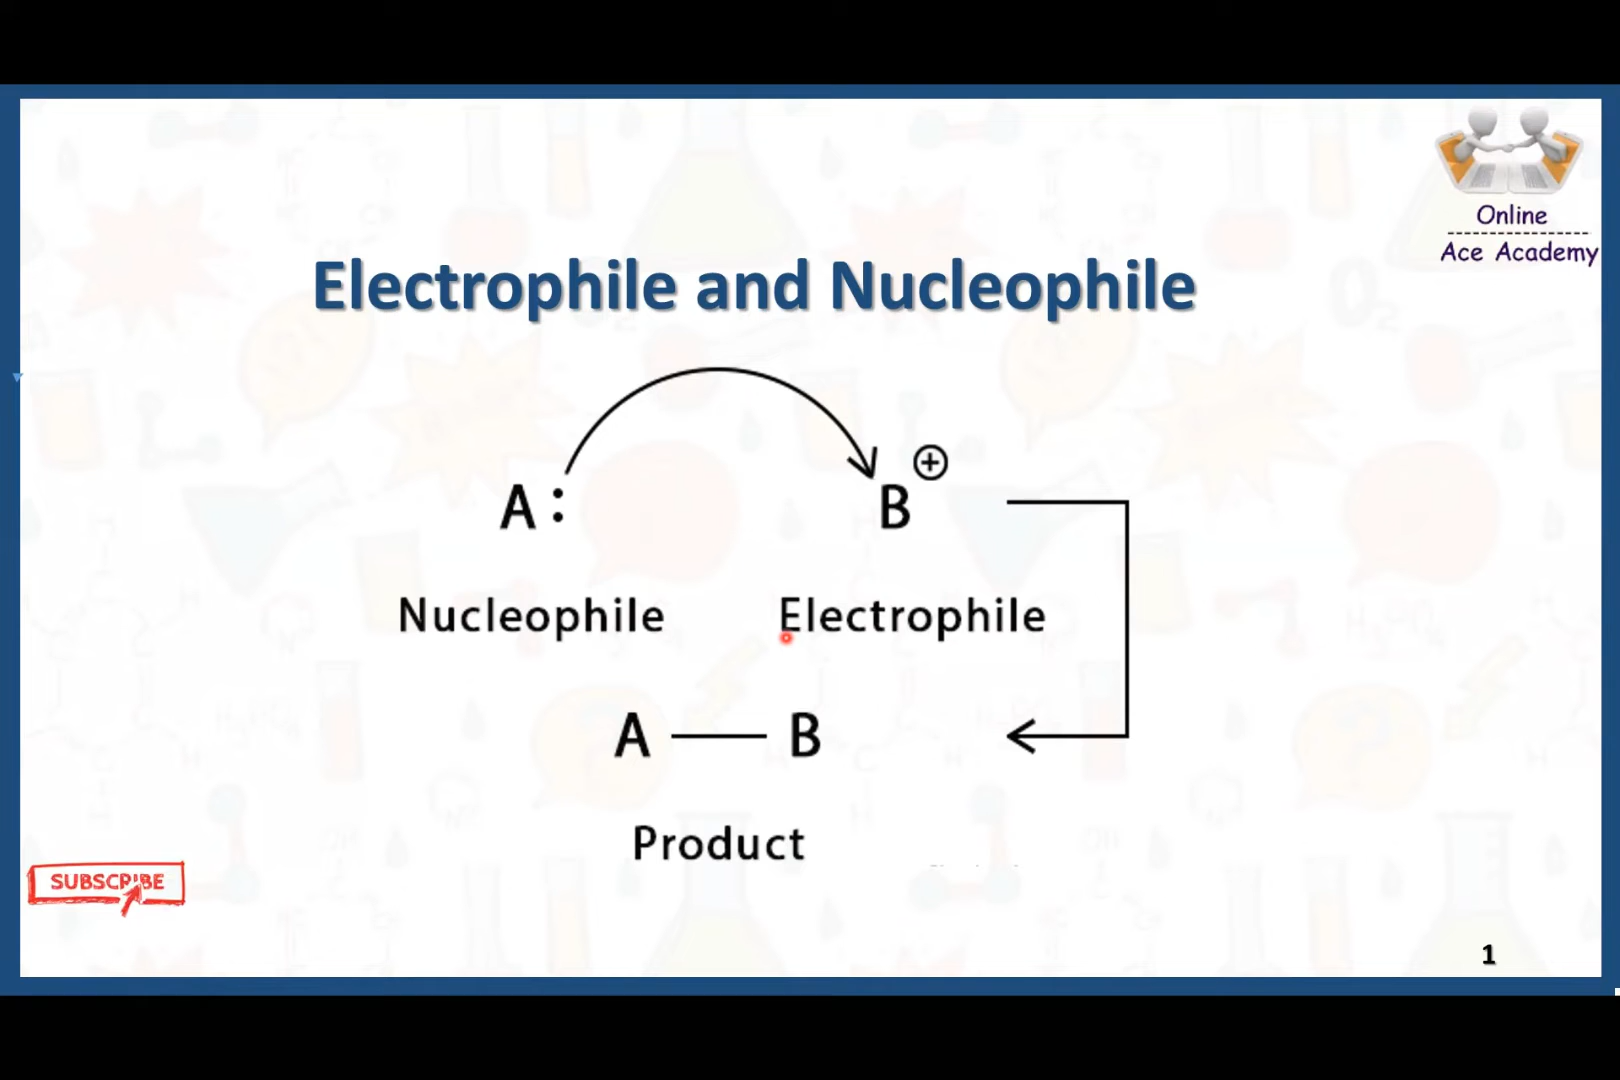 Online
Ace Academy
Electrophile and Nucleophile
A : B ⊕
Nucleophile Electrophile
A — B
Product
SUBSCRIBE
1